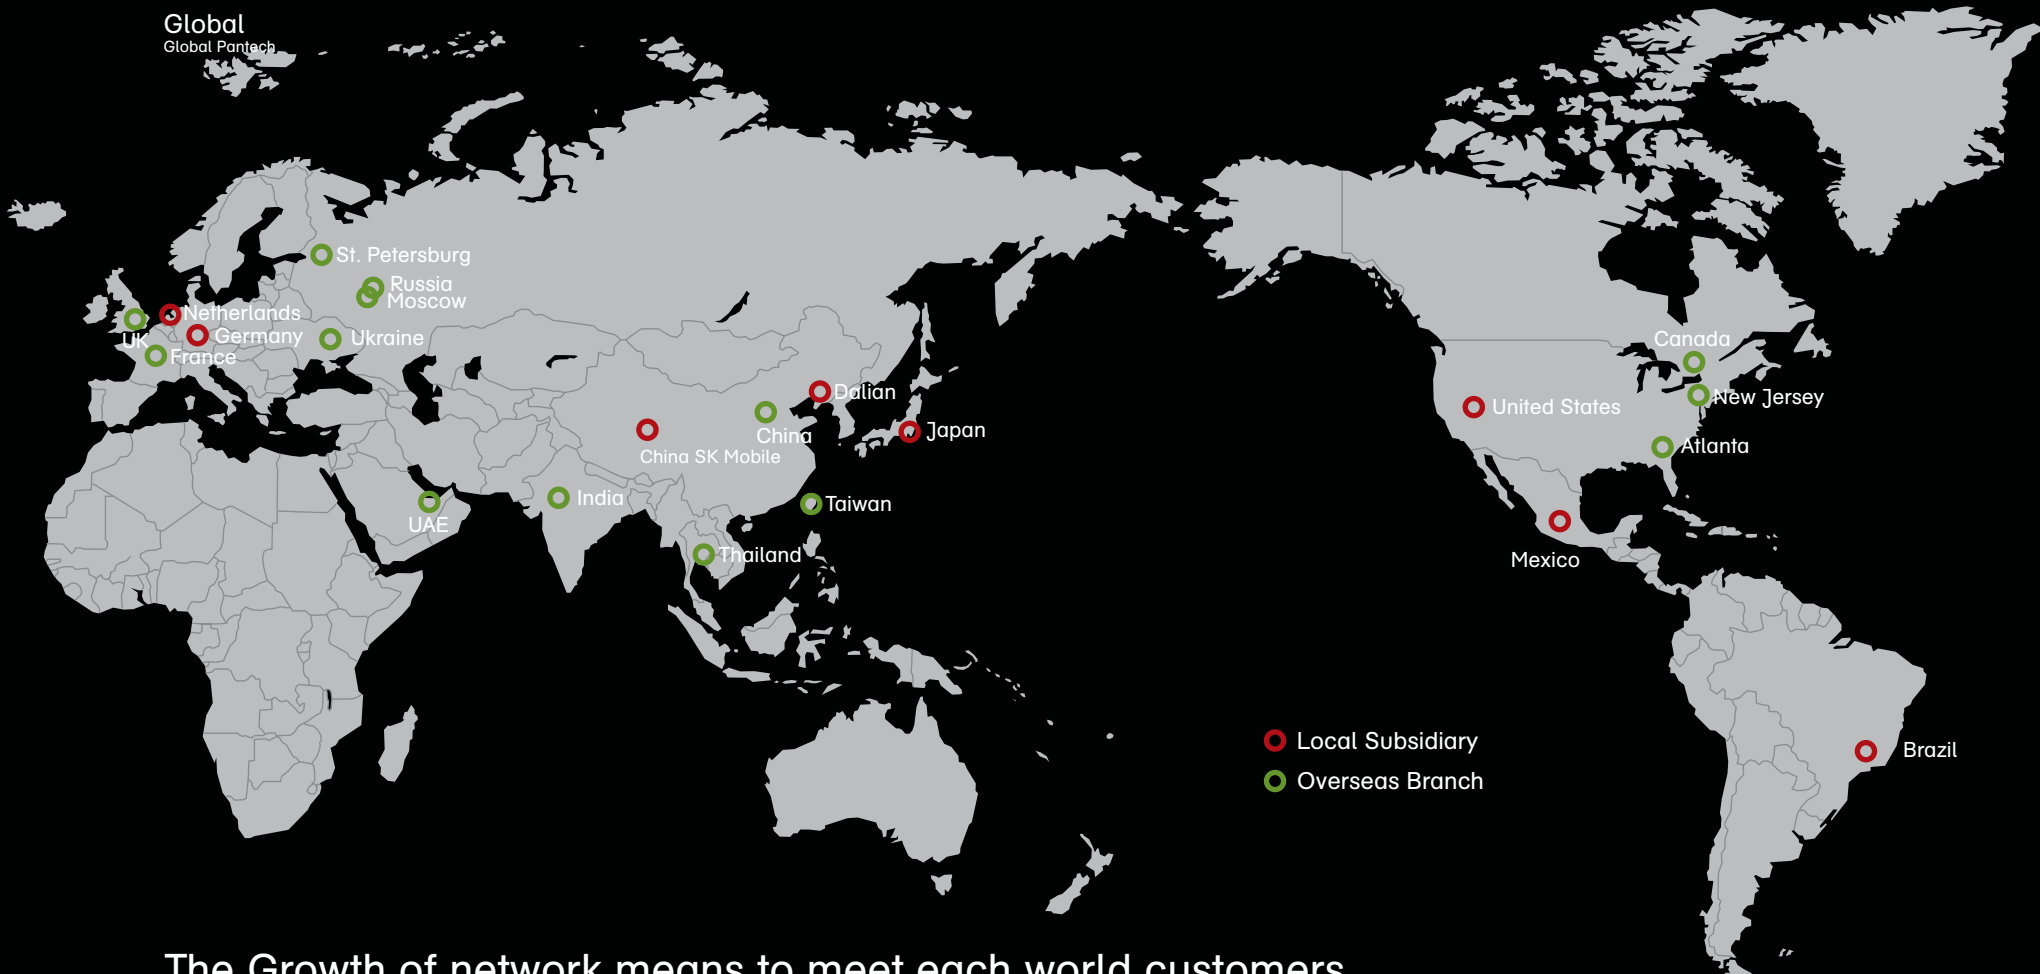 Global
Global Pantech
St. Petersburg
Russia
Moscow
Netherlands
Germany
UK
France
Ukraine
Dalian
China
China SK Mobile
Japan
India
UAE
Taiwan
Thailand
Canada
New Jersey
United States
Atlanta
Mexico
Brazil
Local Subsidiary
Overseas Branch
The Growth of network means to meet each world customers